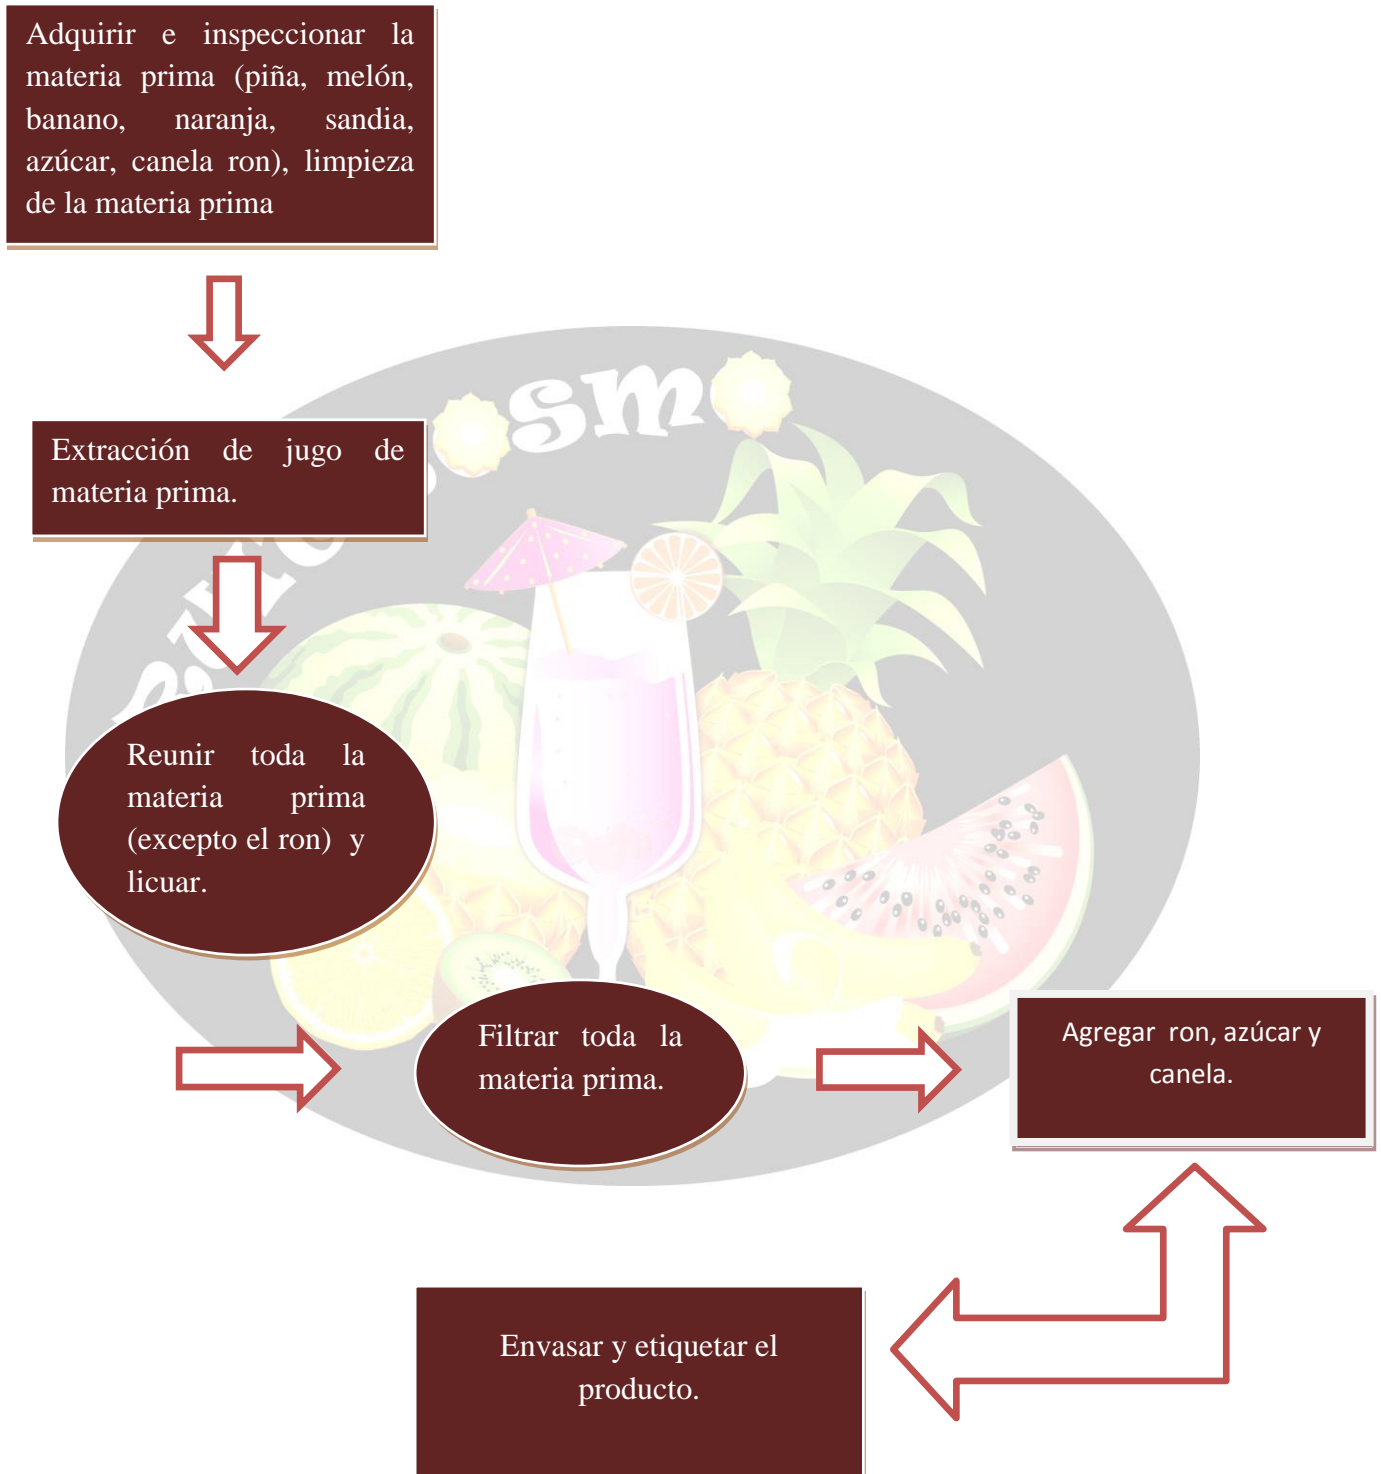 Adquirir e inspeccionar la
materia prima (piña, melón,
banano, naranja, sandia,
azúcar, canela ron), limpieza
de la materia prima
Extracción de jugo de
materia prima.
Reunir toda la
materia prima
(excepto el ron) y
licuar.
Filtrar toda la
materia prima.
Agregar ron, azúcar y
canela.
Envasar y etiquetar el
producto.